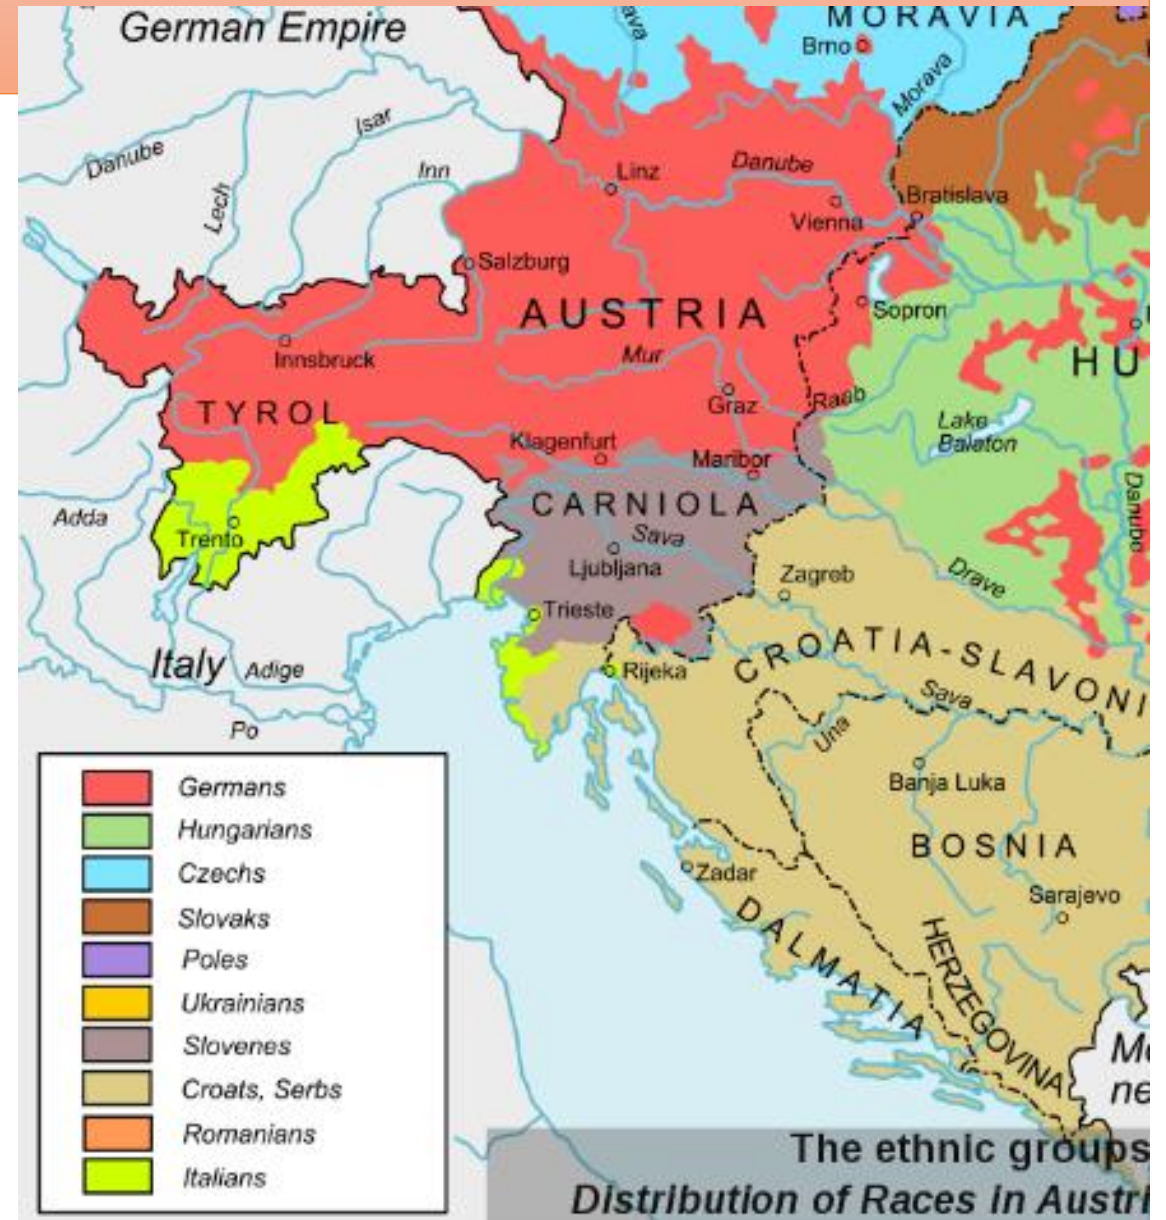 German Empire
MORAVIA
Brno
Morava
Isar
Danube
Inn
Lech
Linz
Danube
Vienna
Bratislava
Salzburg
AUSTRIA
Sopron
Innsbruck
Mur
HU
TYROL
Graz
Raab
Lake
Balaton
Klagenfurt
Maribor
CARNIOLA
Danube
Adda
Trento
Sava
Ljubljana
Zagreb
Drave
Trieste
CROATIA-SLAVONI
Italy
Adige
Rijeka
Sava
Po
Una
Banja Luka
BOSNIA
Zadar
Sarajevo
DALMATIA
HERZEGOVINA
Germans
Hungarians
Czechs
Slovaks
Poles
Ukrainians
Slovenes
Croats, Serbs
Romanians
Italians
ne
The ethnic groups
Distribution of Races in Austri